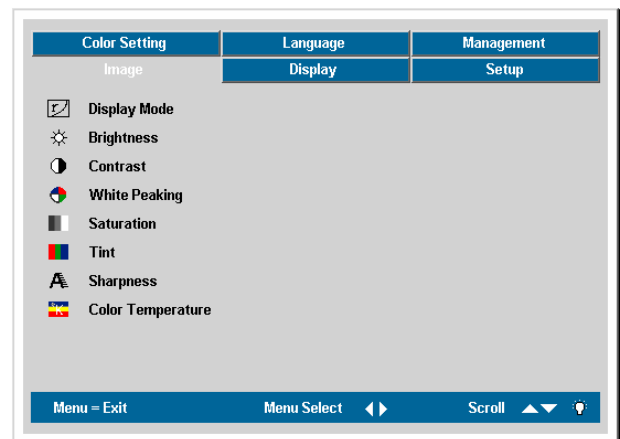 Color Setting Language Management
Image Display Setup
Display Mode
Brightness
Contrast
White Peaking
Saturation
Tint
Sharpness
Color Temperature
Menu = Exit Menu Select Scroll